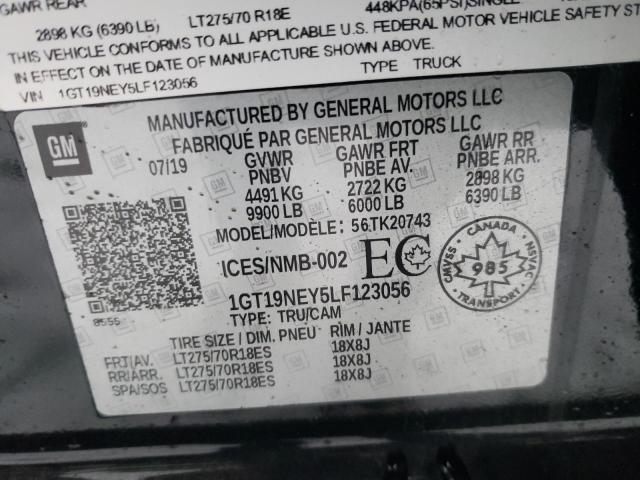 GAWR REAR
2898 KG (6390 LB) LT275/70 R18E 448KPA(65PSI)SINGLE
THIS VEHICLE CONFORMS TO ALL APPLICABLE U.S. FEDERAL MOTOR VEHICLE SAFETY ST
IN EFFECT ON THE DATE OF MANUFACTURE SHOWN ABOVE.
VIN 1GT19NEY5LF123056 TYPE TRUCK
MANUFACTURED BY GENERAL MOTORS LLC
FABRIQUÉ PAR GENERAL MOTORS LLC
GM
07/19 GVWR GAWR FRT GAWR RR
PNBV PNBE AV. PNBE ARR.
4491 KG 2722 KG 2898 KG
9900 LB 6000 LB 6390 LB
MODEL/MODÈLE: 56.TK20743
ICES/NMB-002 EC
CANADA
CMVSS 985 NSVAC
TRANSPORT
1GT19NEY5LF123056
8555 TYPE: TRU/CAM
TIRE SIZE / DIM. PNEU RIM / JANTE
FRT/AV. LT275/70R18ES 18X8J
RR/ARR. LT275/70R18ES 18X8J
SPA/SOS LT275/70R18ES 18X8J